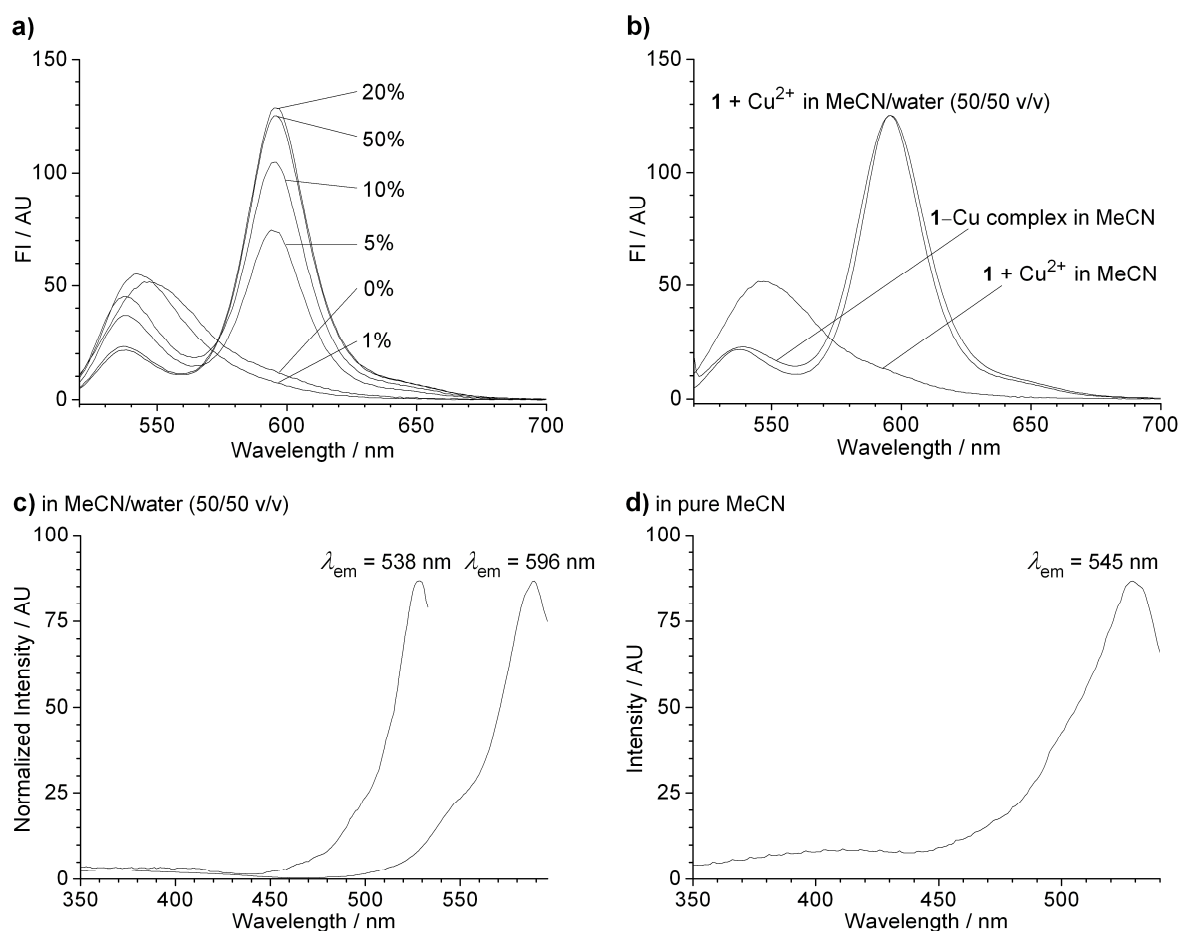 a)
150
100
50
0
FI / AU
20%
50%
10%
5%
0%
1%
550
600
650
700
Wavelength / nm
b)
150
100
50
0
FI / AU
1 + Cu²⁺ in MeCN/water (50/50 v/v)
1–Cu complex in MeCN
1 + Cu²⁺ in MeCN
550
600
650
700
Wavelength / nm
c) in MeCN/water (50/50 v/v)
100
75
50
25
0
Normalized Intensity / AU
λem = 538 nm
λem = 596 nm
350
400
450
500
550
Wavelength / nm
d) in pure MeCN
100
75
50
25
0
Intensity / AU
λem = 545 nm
350
400
450
500
Wavelength / nm